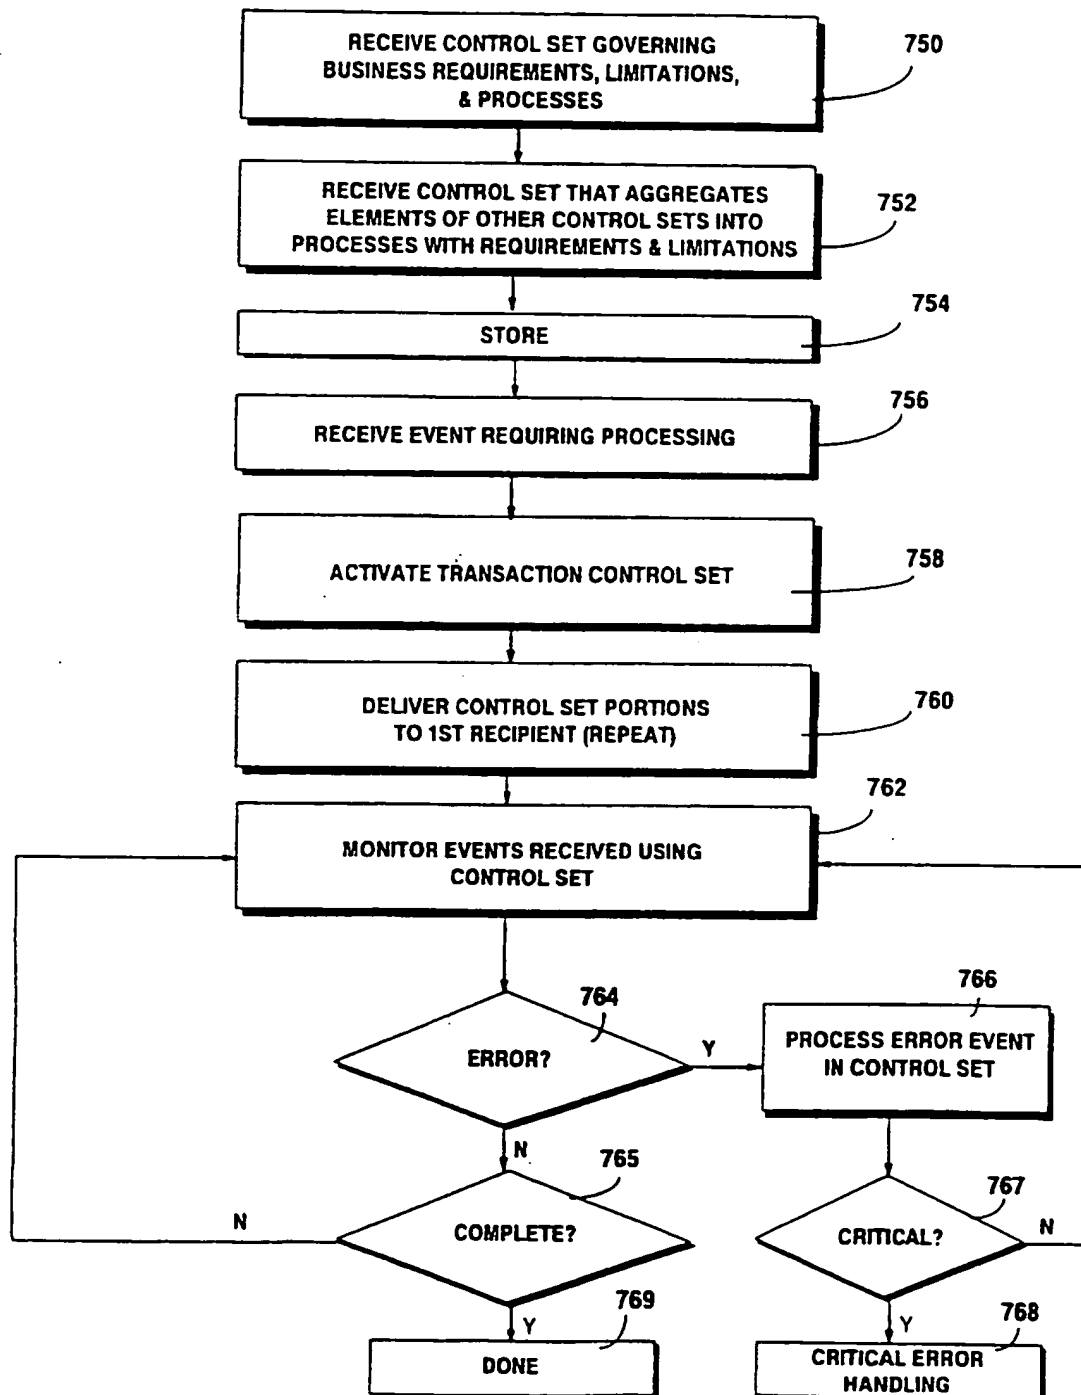 RECEIVE CONTROL SET GOVERNING
BUSINESS REQUIREMENTS, LIMITATIONS,
& PROCESSES
750
RECEIVE CONTROL SET THAT AGGREGATES
ELEMENTS OF OTHER CONTROL SETS INTO
PROCESSES WITH REQUIREMENTS & LIMITATIONS
752
STORE
754
RECEIVE EVENT REQUIRING PROCESSING
756
ACTIVATE TRANSACTION CONTROL SET
758
DELIVER CONTROL SET PORTIONS
TO 1ST RECIPIENT (REPEAT)
760
MONITOR EVENTS RECEIVED USING
CONTROL SET
762
ERROR?
764
Y
N
PROCESS ERROR EVENT
IN CONTROL SET
766
COMPLETE?
765
N
Y
CRITICAL?
767
N
Y
DONE
769
CRITICAL ERROR
HANDLING
768